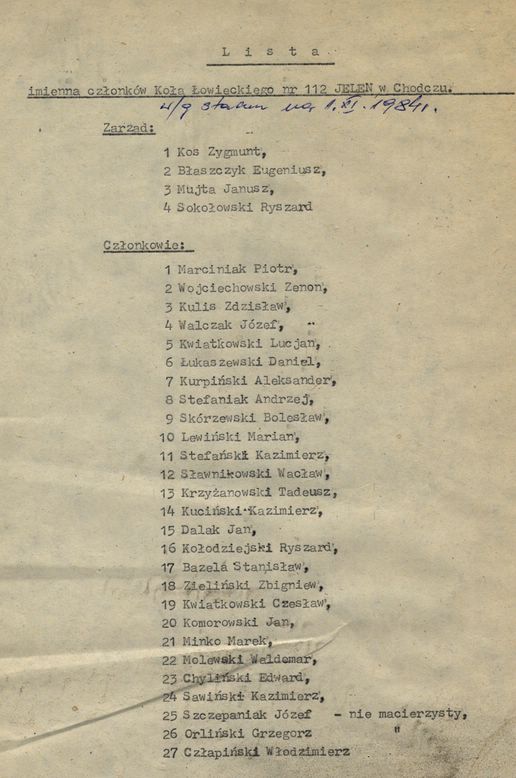 L i s t a
imienna członków Koła Łowieckiego nr 112 JELEŃ w Chodczu.
w/g stanu na 1.XI.1984r.
Zarząd:
1 Kos Zygmunt,
2 Błaszczyk Eugeniusz,
3 Mujta Janusz,
4 Sokołowski Ryszard
Członkowie:
1 Marciniak Piotr,
2 Wojciechowski Zenon,
3 Kulis Zdzisław,
4 Walczak Józef,
5 Kwiatkowski Lucjan,
6 Łukaszewski Daniel,
7 Kurpiński Aleksander,
8 Stefaniak Andrzej,
9 Skórzewski Bolesław,
10 Lewiński Marian,
11 Stefański Kazimierz,
12 Sławnikowski Wacław,
13 Krzyżanowski Tadeusz,
14 Kuciński Kazimierz,
15 Dalak Jan,
16 Kołodziejski Ryszard,
17 Bazela Stanisław,
18 Zieliński Zbigniew,
19 Kwiatkowski Czesław,
20 Komorowski Jan,
21 Minko Marek,
22 Molewski Waldemar,
23 Chyliński Edward,
24 Sawiński Kazimierz,
25 Szczepaniak Józef - nie macierzysty,
26 Orliński Grzegorz "
27 Człapiński Włodzimierz